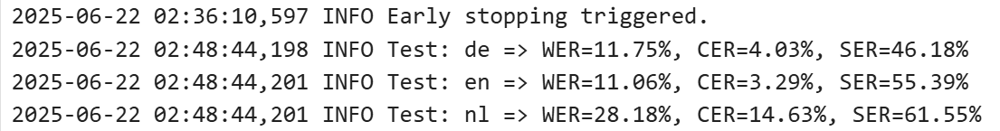 2025-06-22 02:36:10,597 INFO Early stopping triggered.
2025-06-22 02:48:44,198 INFO Test: de => WER=11.75%, CER=4.03%, SER=46.18%
2025-06-22 02:48:44,201 INFO Test: en => WER=11.06%, CER=3.29%, SER=55.39%
2025-06-22 02:48:44,201 INFO Test: nl => WER=28.18%, CER=14.63%, SER=61.55%